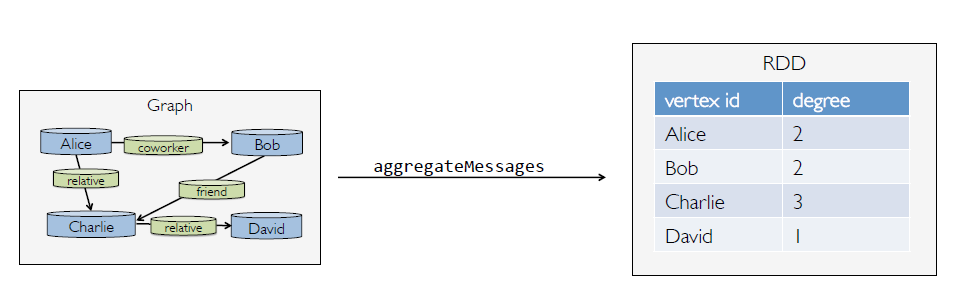 Graph
Alice
coworker
Bob
relative
friend
Charlie
relative
David
aggregateMessages
RDD
vertex id degree
Alice 2
Bob 2
Charlie 3
David 1